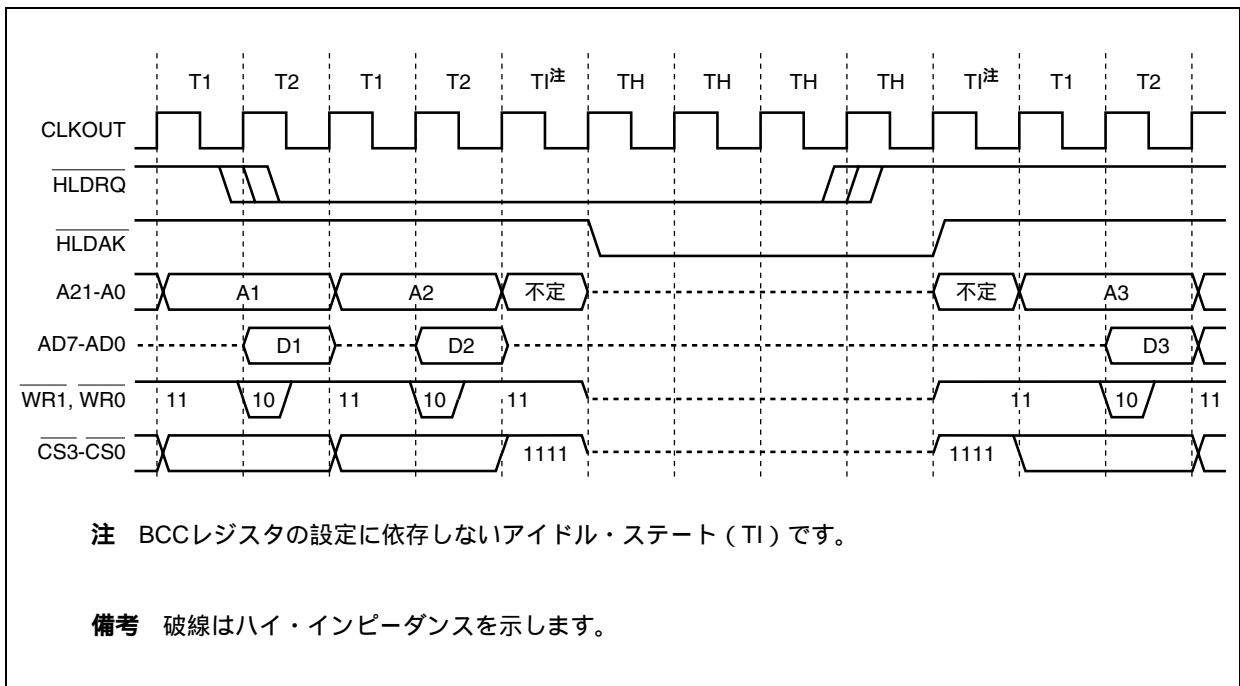 T1 T2 T1 T2 TI注 TH TH TH TH TI注 T1 T2
CLKOUT
HLDRQ
HLDAK
A21-A0 A1 A2 不定 不定 A3
AD7-AD0 D1 D2 D3
WR1, WR0 11 10 11 10 11 11 10 11
CS3-CS0 1111 1111
注 BCCレジスタの設定に依存しないアイドル・ステート（TI）です。
備考 破線はハイ・インピーダンスを示します。